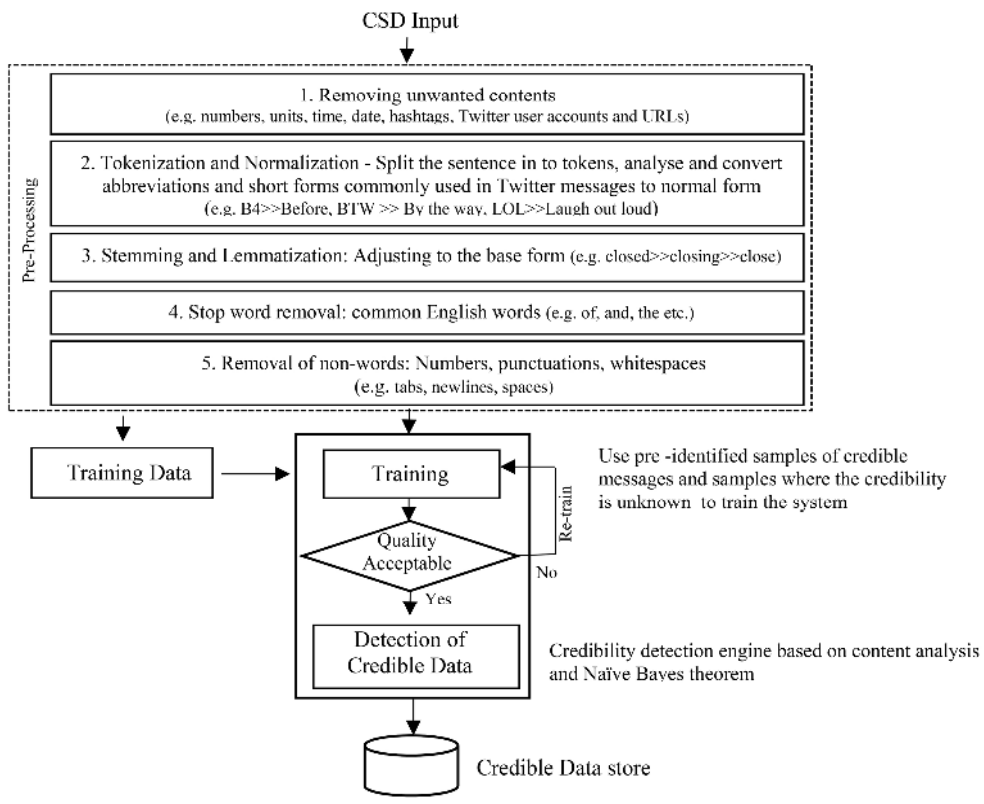 CSD Input
Pre-Processing
1. Removing unwanted contents
(e.g. numbers, units, time, date, hashtags, Twitter user accounts and URLs)
2. Tokenization and Normalization - Split the sentence in to tokens, analyse and convert
abbreviations and short forms commonly used in Twitter messages to normal form
(e.g. B4>>Before, BTW >> By the way, LOL>>Laugh out loud)
3. Stemming and Lemmatization: Adjusting to the base form (e.g. closed>>closing>>close)
4. Stop word removal: common English words (e.g. of, and, the etc.)
5. Removal of non-words: Numbers, punctuations, whitespaces
(e.g. tabs, newlines, spaces)
Training Data
Training
Re-train
Use pre -identified samples of credible
messages and samples where the credibility
is unknown to train the system
Quality
Acceptable
No
Yes
Detection of
Credible Data
Credibility detection engine based on content analysis
and Naïve Bayes theorem
Credible Data store